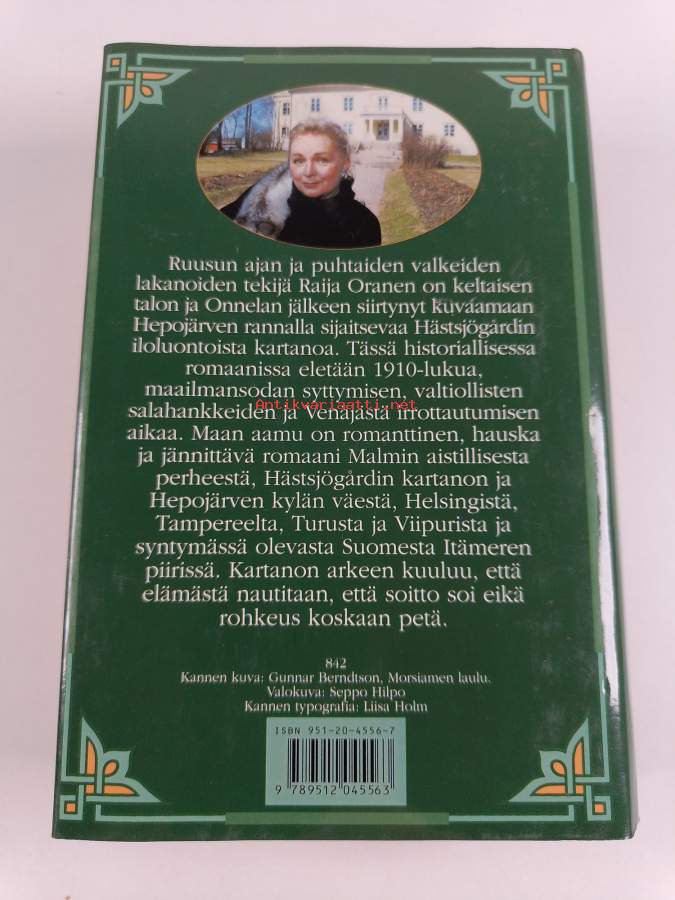 Ruusun ajan ja puhtaiden valkeiden
lakanoiden tekijä Raija Oranen on keltaisen
talon ja Onnelan jälkeen siirtynyt kuvaamaan
Hepojärven rannalla sijaitsevaa Hästsjögårdin
iloluontoista kartanoa. Tässä historiallisessa
romaanissa eletään 1910-lukua,
maailmansodan syttymisen, valtiollisten
salahankkeiden ja Venäjästä irrottautumisen
Antikvariaatti.net
aikaa. Maan aamu on romanttinen, hauska
ja jännittävä romaani Malmin aistillisesta
perheestä, Hästsjögårdin kartanon ja
Hepojärven kylän väestä, Helsingistä,
Tampereelta, Turusta ja Viipurista ja
syntymässä olevasta Suomesta Itämeren
piirissä. Kartanon arkeen kuuluu, että
elämästä nautitaan, että soitto soi eikä
rohkeus koskaan petä.
842
Kannen kuva: Gunnar Berndtson, Morsiamen laulu.
Valokuva: Seppo Hilpo
Kannen typografia: Liisa Holm
ISBN 951-20-4556-7
9 789512 045563